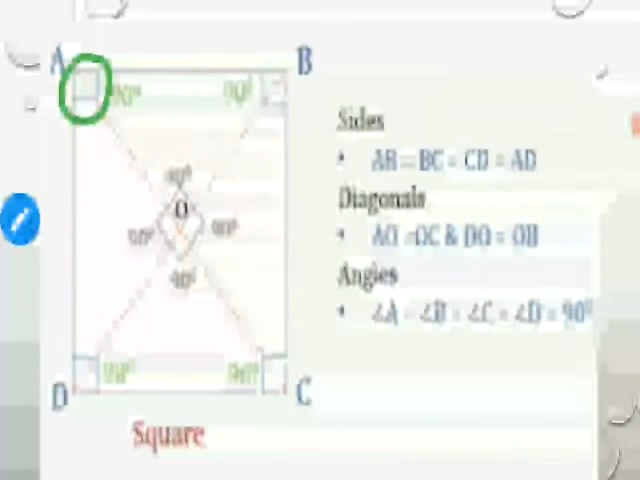 A B
90° 90°
Sides
90°
• AB = BC = CD = AD
O
Diagonals
90° 90°
• AO = OC & DO = OB
90°
Angles
• ∠A = ∠B = ∠C = ∠D = 90°
90° 90°
D C
Square